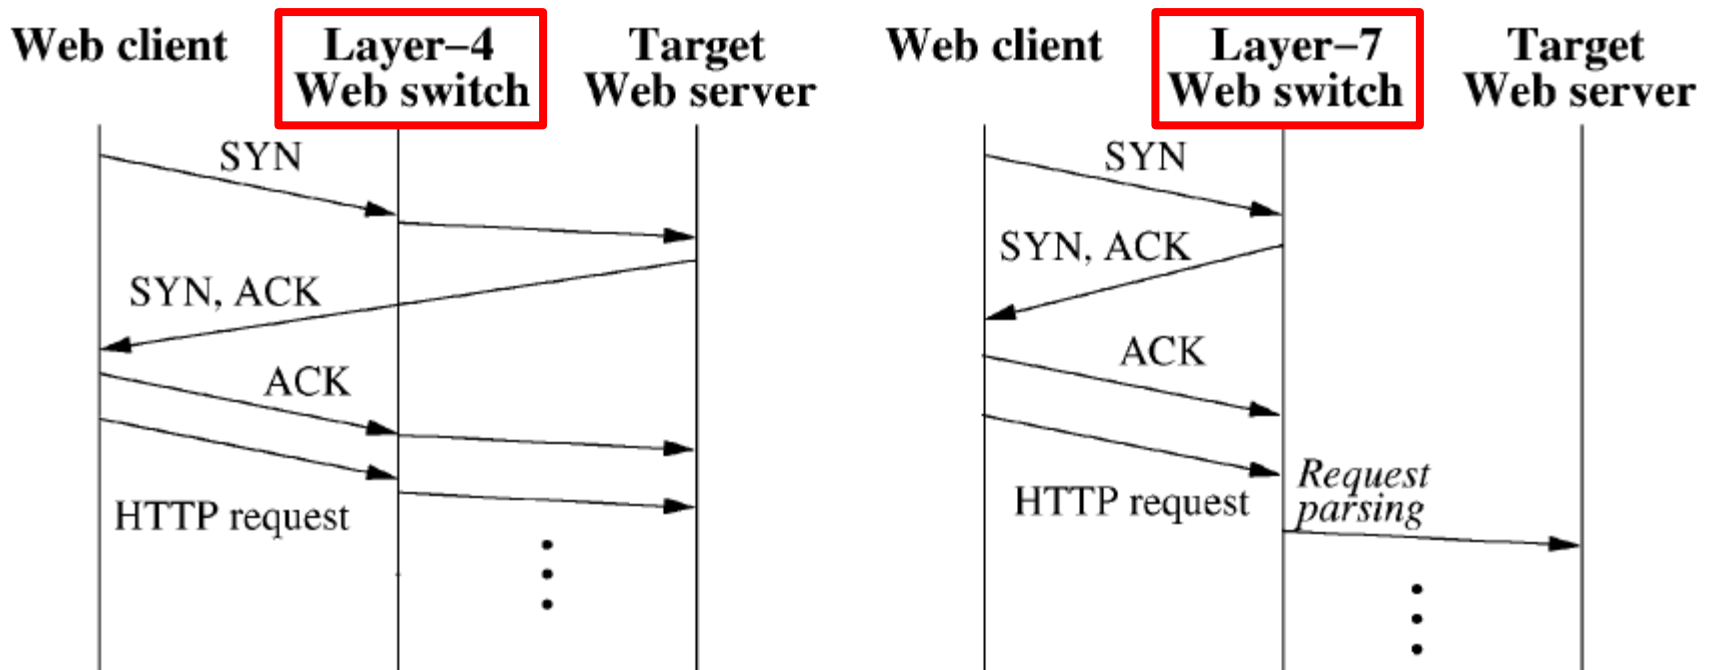 Web client
Layer–4
Web switch
Target
Web server
SYN
SYN, ACK
ACK
HTTP request
Web client
Layer–7
Web switch
Target
Web server
SYN
SYN, ACK
ACK
HTTP request
Request
parsing